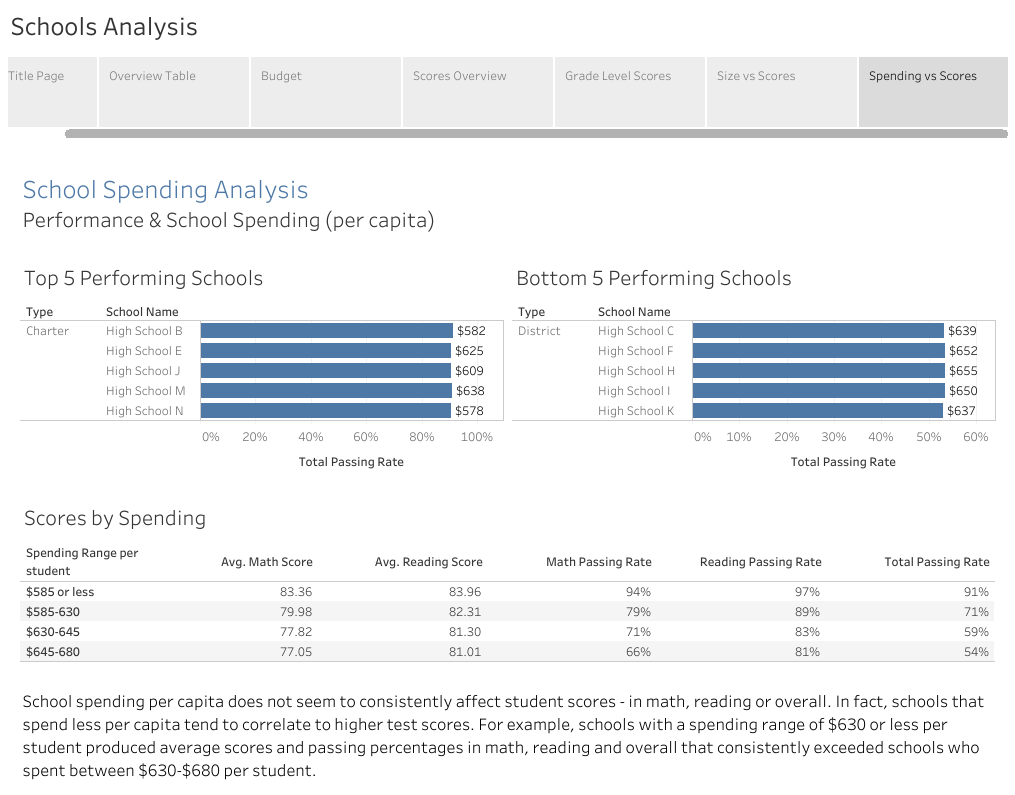 Schools Analysis
Title Page Overview Table Budget Scores Overview Grade Level Scores Size vs Scores Spending vs Scores
School Spending Analysis
Performance & School Spending (per capita)
Top 5 Performing Schools
Type School Name
Charter High School B $582
High School E $625
High School J $609
High School M $638
High School N $578
0% 20% 40% 60% 80% 100%
Total Passing Rate
Bottom 5 Performing Schools
Type School Name
District High School C $639
High School F $652
High School H $655
High School I $650
High School K $637
0% 10% 20% 30% 40% 50% 60%
Total Passing Rate
Scores by Spending
Spending Range per
student Avg. Math Score Avg. Reading Score Math Passing Rate Reading Passing Rate Total Passing Rate
$585 or less 83.36 83.96 94% 97% 91%
$585-630 79.98 82.31 79% 89% 71%
$630-645 77.82 81.30 71% 83% 59%
$645-680 77.05 81.01 66% 81% 54%
School spending per capita does not seem to consistently affect student scores - in math, reading or overall. In fact, schools that
spend less per capita tend to correlate to higher test scores. For example, schools with a spending range of $630 or less per
student produced average scores and passing percentages in math, reading and overall that consistently exceeded schools who
spent between $630-$680 per student.